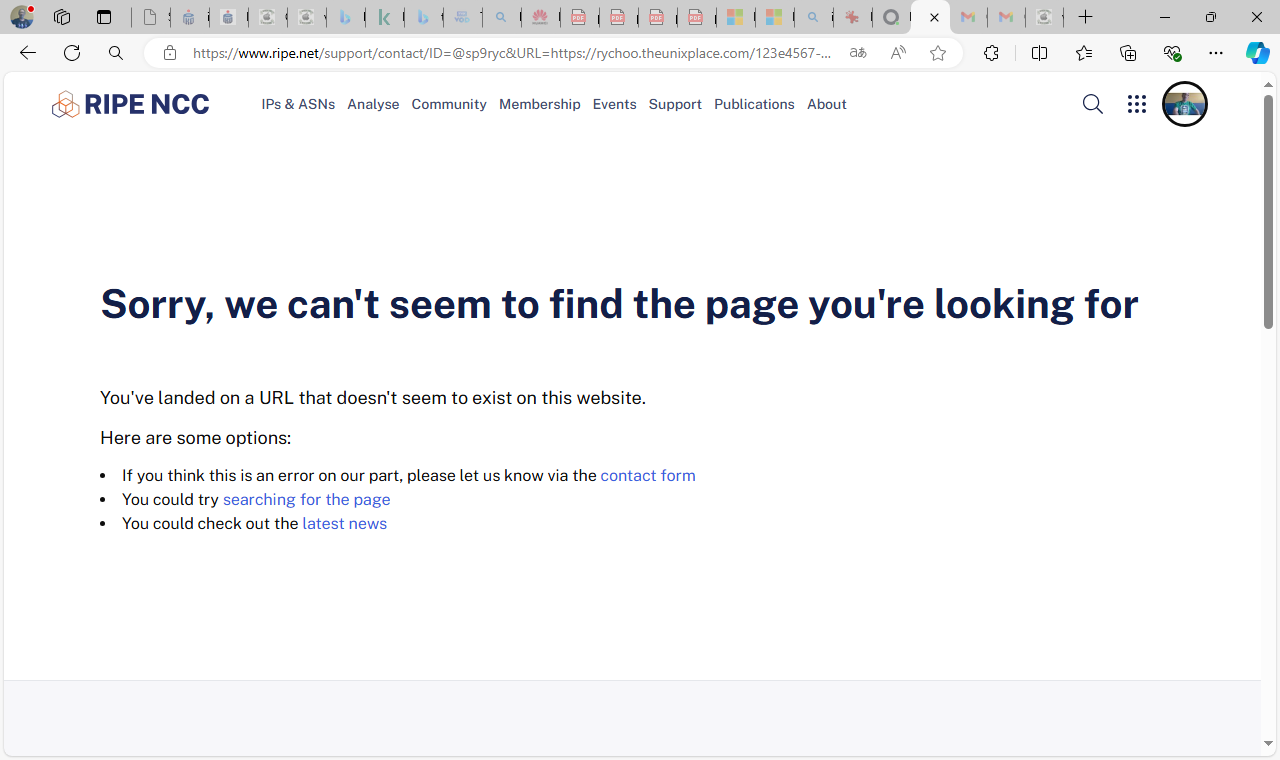 https://www.ripe.net/support/contact/ID=@sp9ryc&URL=https://rychoo.theunixplace.com/123e4567-...
RIPE NCC
IPs & ASNs Analyse Community Membership Events Support Publications About
Sorry, we can't seem to find the page you're looking for
You've landed on a URL that doesn't seem to exist on this website.
Here are some options:
• If you think this is an error on our part, please let us know via the contact form
• You could try searching for the page
• You could check out the latest news